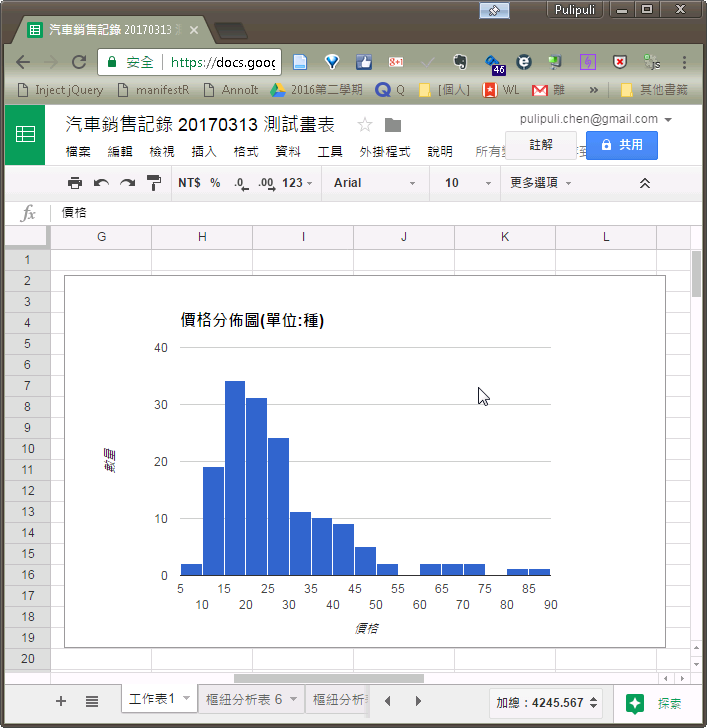 Pulipuli
汽車銷售記錄 20170313 測
安全 https://docs.goog
46
js
Inject jQuery manifestR AnnoIt 2016第二學期 Q [個人] WL 離 » 其他書籤
汽車銷售記錄 20170313 測試畫表
pulipuli.chen@gmail.com
檔案 編輯 檢視 插入 格式 資料 工具 外掛程式 說明 所有
註解 共用
NT$ % .0 .00 123 Arial 10 更多選項
fx 價格
G H I J K L
1
2
3
4
5
6
7
8
9
10
11
12
13
14
15
16
17
18
19
20
價格分佈圖(單位:種)
40
30
20
10
0
數量
5 15 25 35 45 55 65 75 85
10 20 30 40 50 60 70 80 90
價格
工作表1 樞紐分析表 6 樞紐分析
加總：4245.567
探索